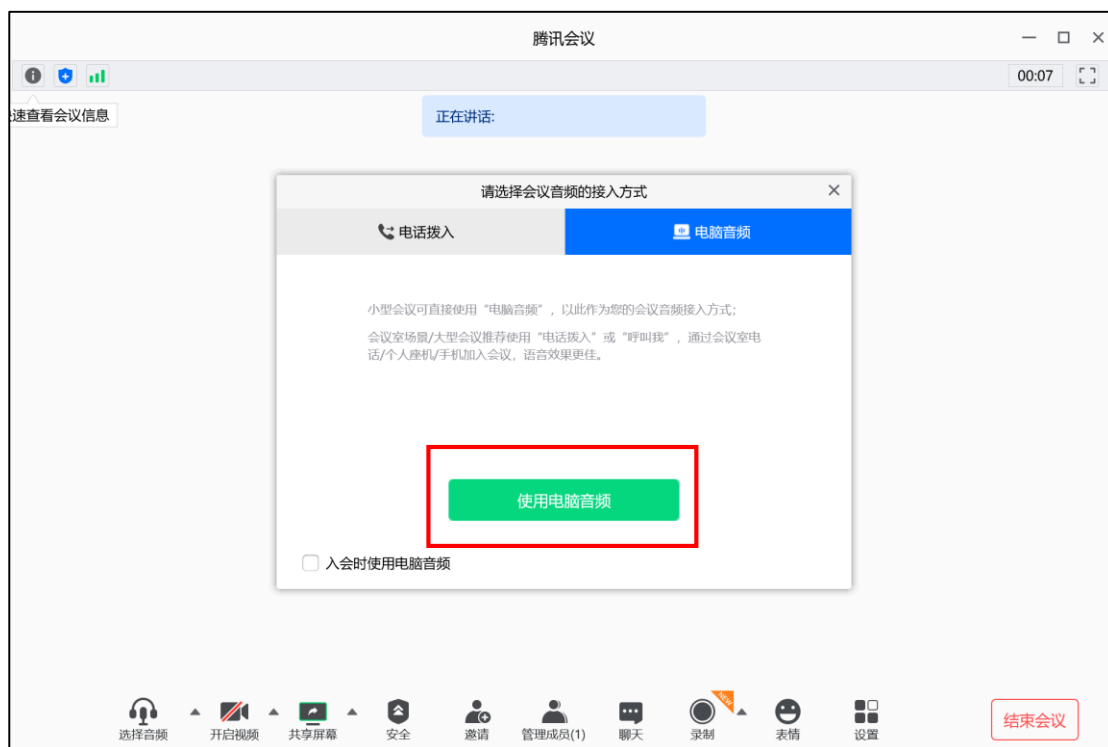 腾讯会议
00:07
速查看会议信息
正在讲话:
请选择会议音频的接入方式
电话拨入
电脑音频
小型会议可直接使用“电脑音频”，以此作为您的会议音频接入方式；
会议室场景/大型会议推荐使用“电话拨入”或“呼叫我”，通过会议室电
话/个人座机/手机加入会议，语音效果更佳。
使用电脑音频
入会时使用电脑音频
NEW
选择音频
开启视频
共享屏幕
安全
邀请
管理成员(1)
聊天
录制
表情
设置
结束会议